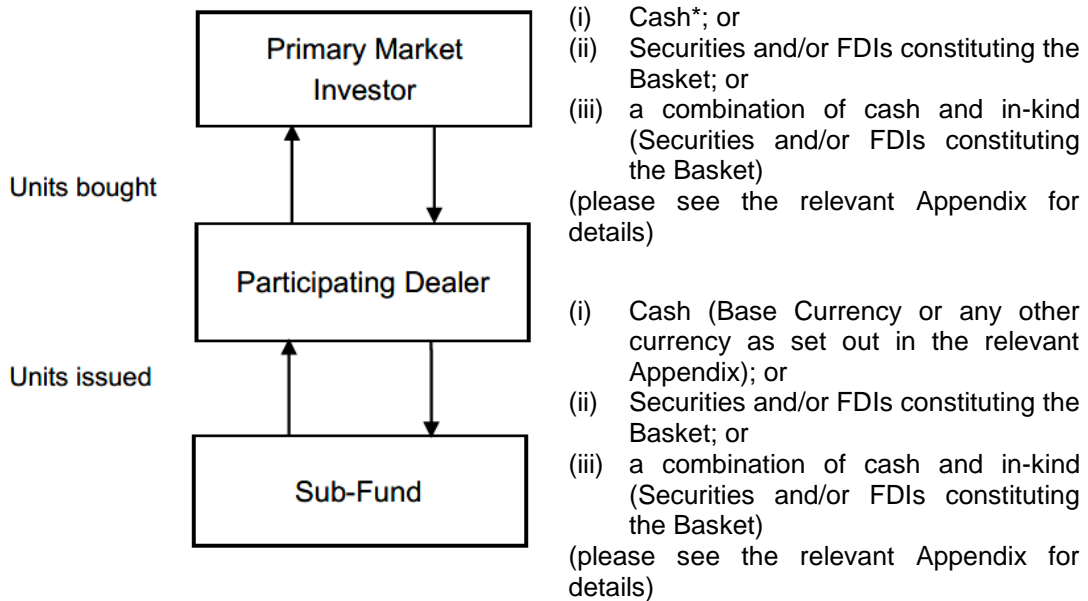 Primary Market
Investor
(i) Cash*; or
(ii) Securities and/or FDIs constituting the
Basket; or
(iii) a combination of cash and in-kind
(Securities and/or FDIs constituting
the Basket)
(please see the relevant Appendix for
details)
Units bought
Participating Dealer
(i) Cash (Base Currency or any other
currency as set out in the relevant
Appendix); or
(ii) Securities and/or FDIs constituting the
Basket; or
(iii) a combination of cash and in-kind
(Securities and/or FDIs constituting
the Basket)
(please see the relevant Appendix for
details)
Units issued
Sub-Fund